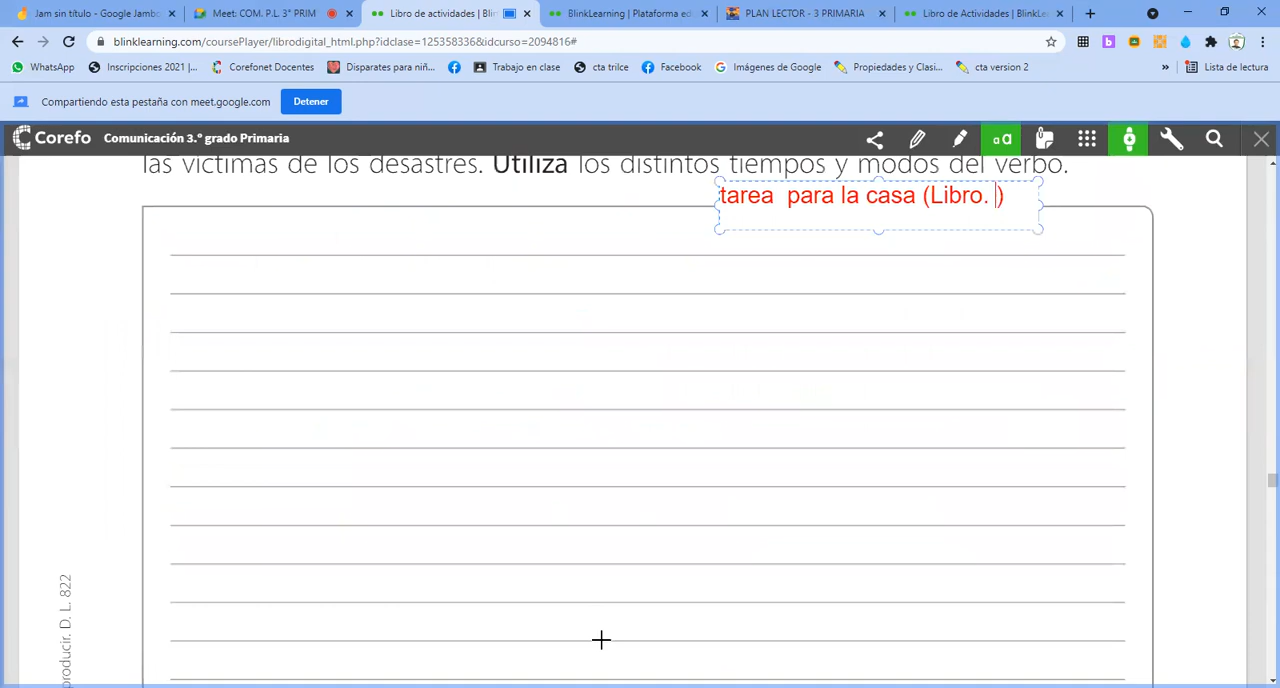 Jam sin título - Google Jambo
Meet: COM. P.L. 3° PRIM
Libro de actividades | Blin
BlinkLearning | Plataforma ed
PLAN LECTOR - 3 PRIMARIA
Libro de Actividades | BlinkLe
blinklearning.com/coursePlayer/librodigital_html.php?idclase=125358336&idcurso=2094816#
WhatsApp
Inscripciones 2021 |...
Corefonet Docentes
Disparates para niñ...
Trabajo en clase
cta trilce
Facebook
Imágenes de Google
Propiedades y Clasi...
cta version 2
»
Lista de lectura
Compartiendo esta pestaña con meet.google.com
Detener
Corefo
Comunicación 3.º grado Primaria
aa
las víctimas de los desastres. Utiliza los distintos tiempos y modos del verbo.
tarea para la casa (Libro. )
producir. D. L. 822